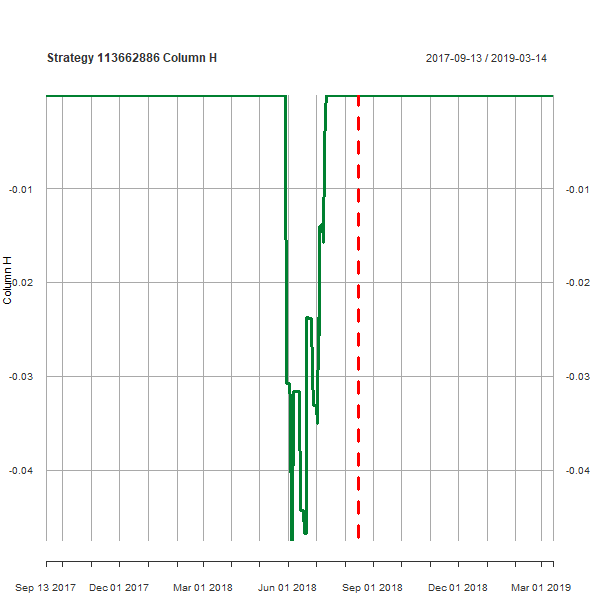 Strategy 113662886 Column H
2017-09-13 / 2019-03-14
-0.01 -0.01
Column H
-0.02 -0.02
-0.03 -0.03
-0.04 -0.04
Sep 13 2017 Dec 01 2017 Mar 01 2018 Jun 01 2018 Sep 01 2018 Dec 01 2018 Mar 01 2019